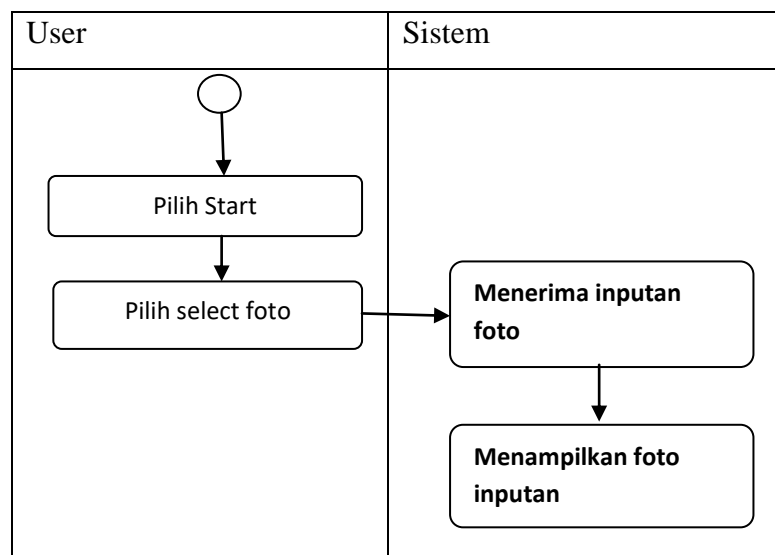 User
Sistem
Pilih Start
Pilih select foto
Menerima inputan
foto
Menampilkan foto
inputan